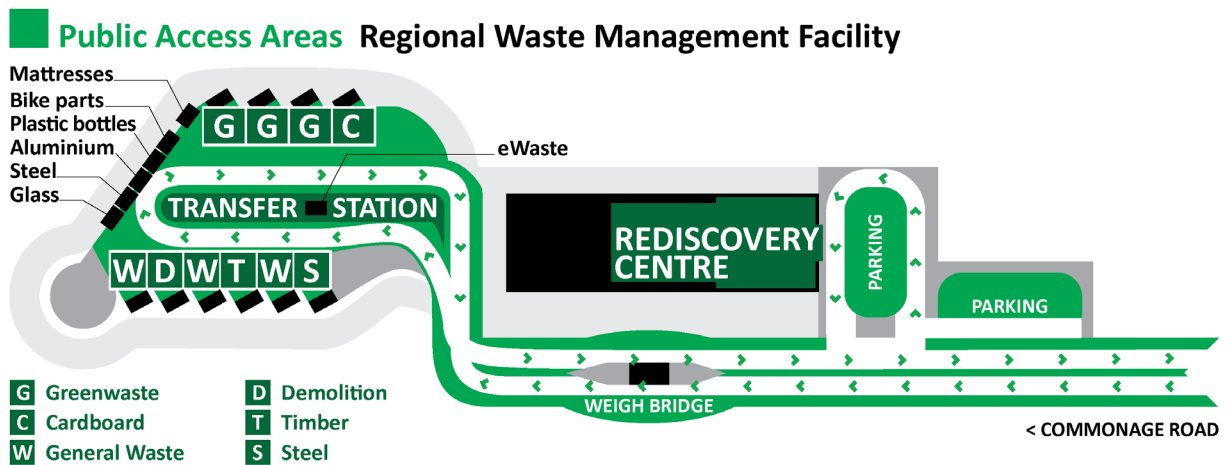 Public Access Areas Regional Waste Management Facility
Mattresses
Bike parts
Plastic bottles
Aluminium
Steel
Glass
G G G C
eWaste
TRANSFER STATION
W D W T W S
REDISCOVERY
CENTRE
PARKING
PARKING
WEIGH BRIDGE
< COMMONAGE ROAD
G Greenwaste
C Cardboard
W General Waste
D Demolition
T Timber
S Steel